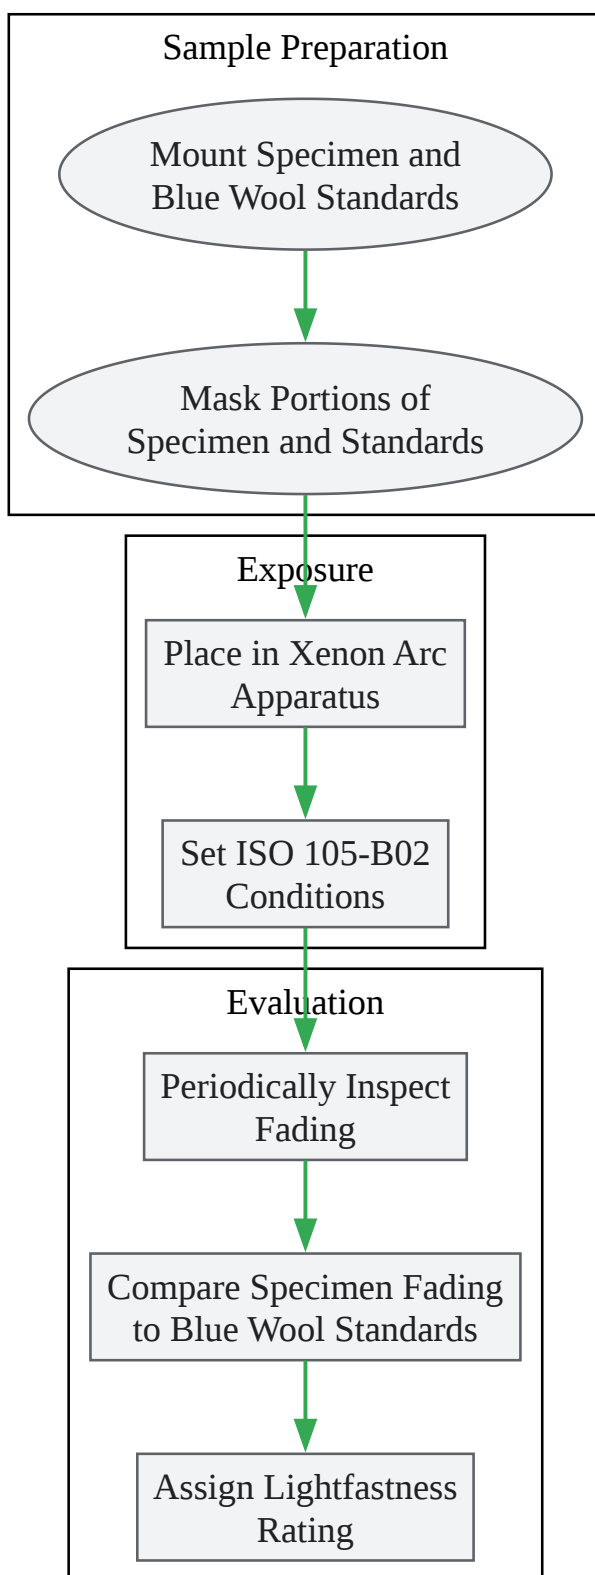 Sample Preparation
Mount Specimen and
Blue Wool Standards
Mask Portions of
Specimen and Standards
Exposure
Place in Xenon Arc
Apparatus
Set ISO 105-B02
Conditions
Evaluation
Periodically Inspect
Fading
Compare Specimen Fading
to Blue Wool Standards
Assign Lightfastness
Rating